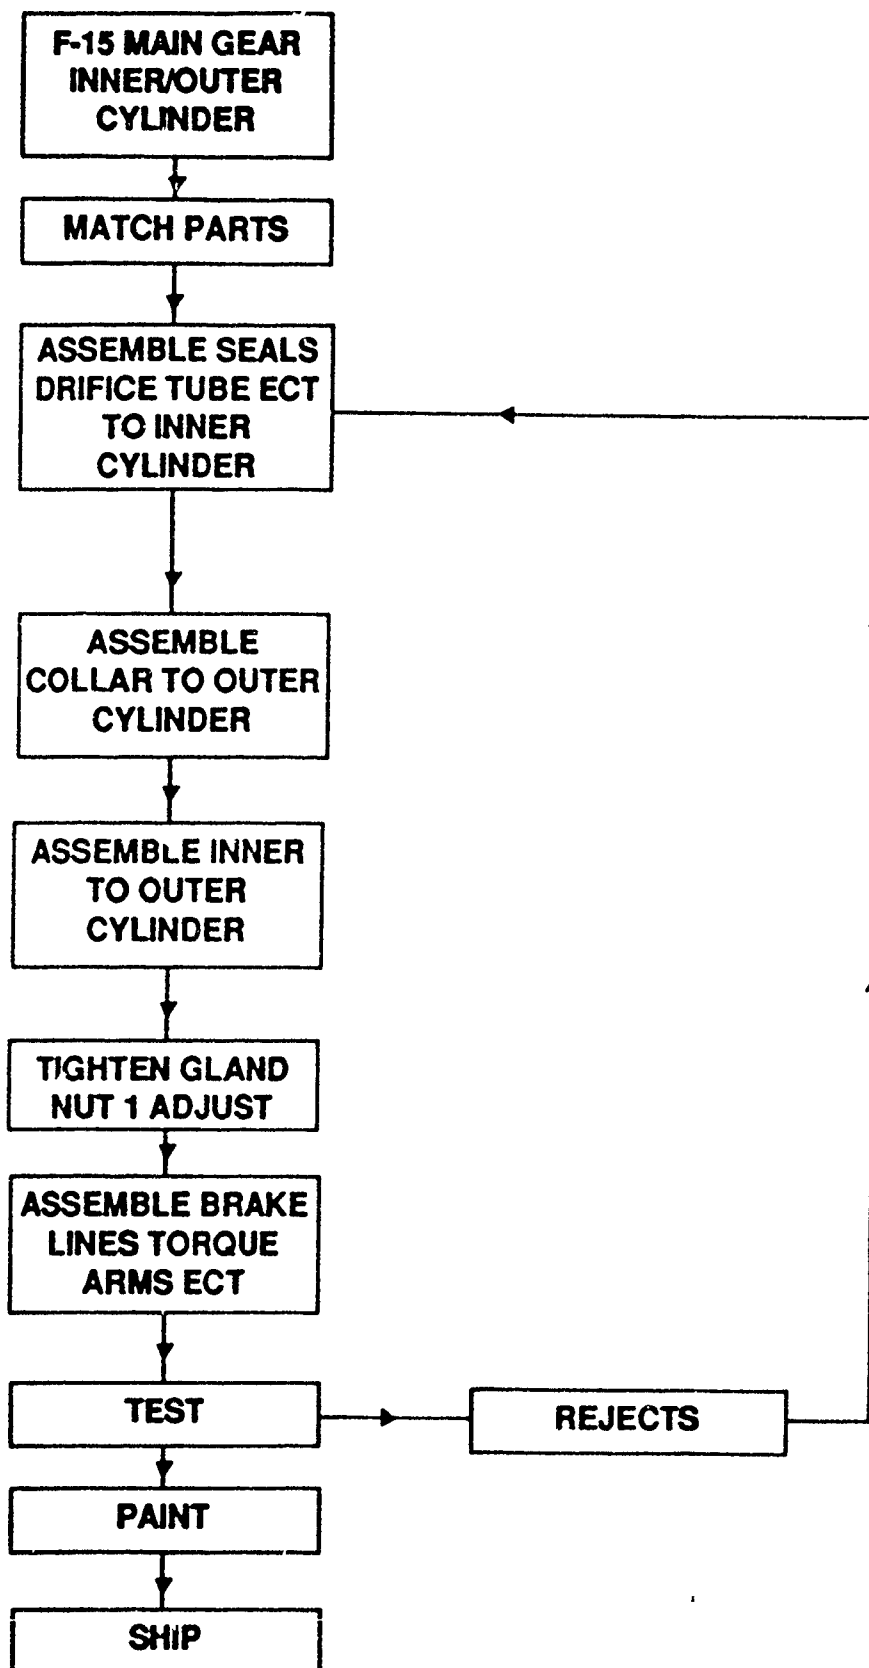 F-15 MAIN GEAR
INNER/OUTER
CYLINDER
MATCH PARTS
ASSEMBLE SEALS
DRIFICE TUBE ECT
TO INNER
CYLINDER
ASSEMBLE
COLLAR TO OUTER
CYLINDER
ASSEMBLE INNER
TO OUTER
CYLINDER
TIGHTEN GLAND
NUT 1 ADJUST
ASSEMBLE BRAKE
LINES TORQUE
ARMS ECT
TEST
REJECTS
PAINT
SHIP